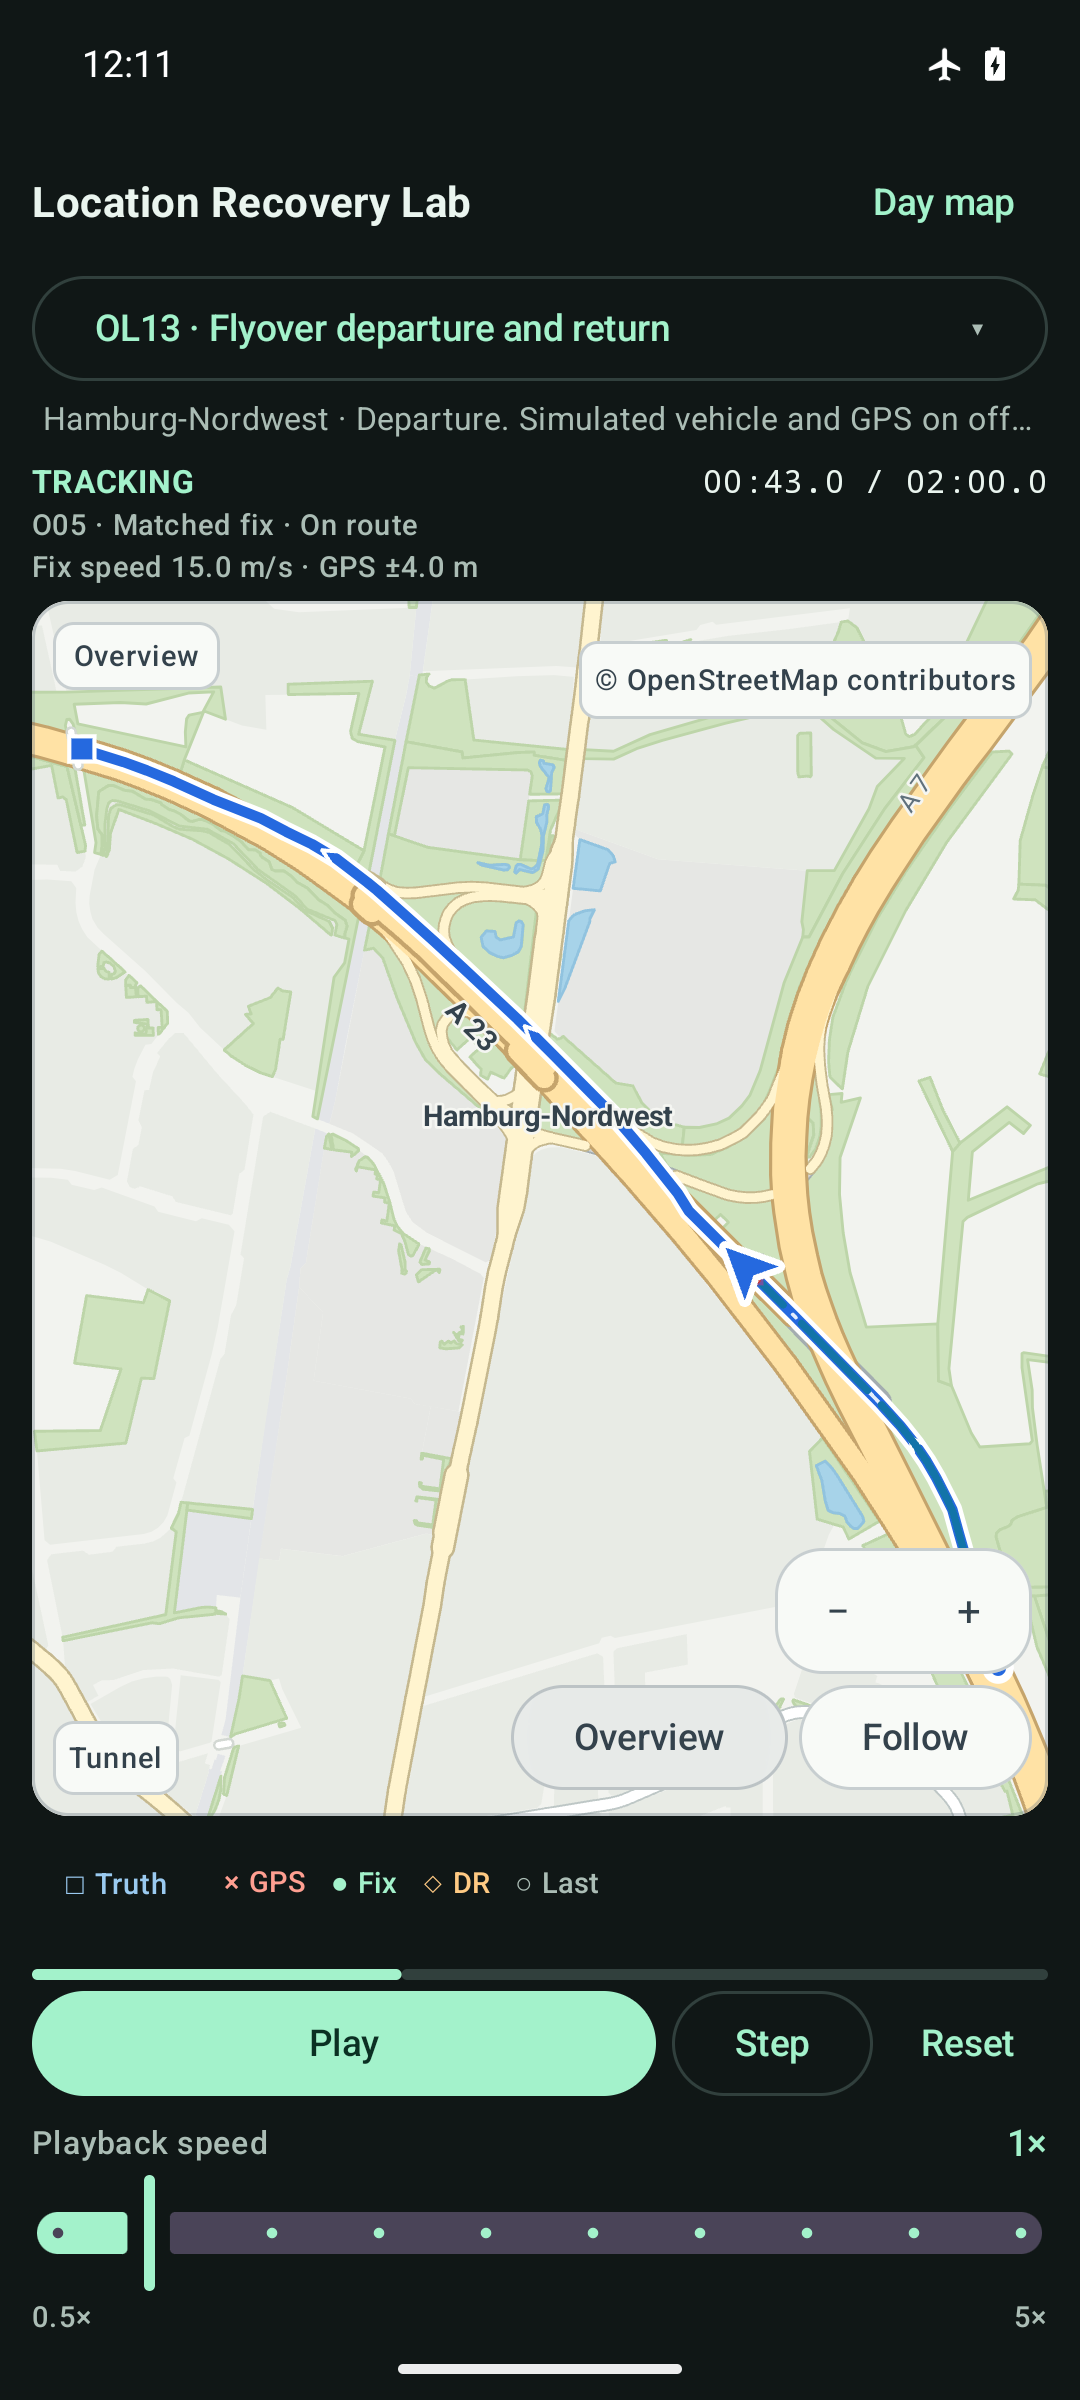 12:11
Location Recovery Lab
Day map
OL13 · Flyover departure and return
Hamburg-Nordwest · Departure. Simulated vehicle and GPS on off…
TRACKING
00:43.0 / 02:00.0
O05 · Matched fix · On route
Fix speed 15.0 m/s · GPS ±4.0 m
Overview
© OpenStreetMap contributors
A 7
A 23
Hamburg-Nordwest
− +
Tunnel
Overview
Follow
□ Truth × GPS ● Fix ◇ DR ○ Last
Play
Step
Reset
Playback speed
1×
0.5×
5×